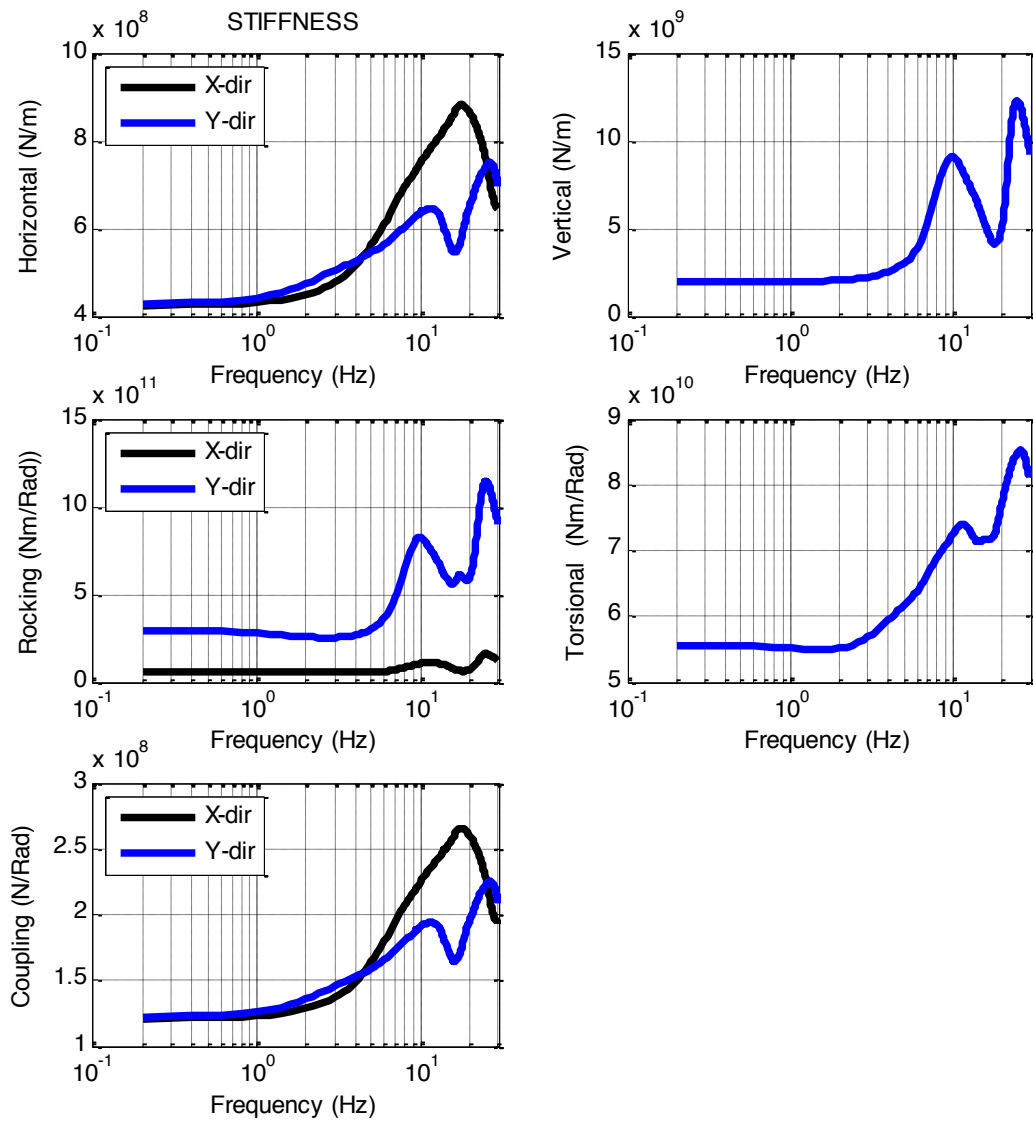 STIFFNESS
x 10^8
10
8
6
4
Horizontal (N/m)
X-dir
Y-dir
10^-1 10^0 10^1
Frequency (Hz)
x 10^9
15
10
5
0
Vertical (N/m)
10^-1 10^0 10^1
Frequency (Hz)
x 10^11
15
10
5
0
Rocking (Nm/Rad))
X-dir
Y-dir
10^-1 10^0 10^1
Frequency (Hz)
x 10^10
9
8
7
6
5
Torsional (Nm/Rad)
10^-1 10^0 10^1
Frequency (Hz)
x 10^8
3
2.5
2
1.5
1
Coupling (N/Rad)
X-dir
Y-dir
10^-1 10^0 10^1
Frequency (Hz)